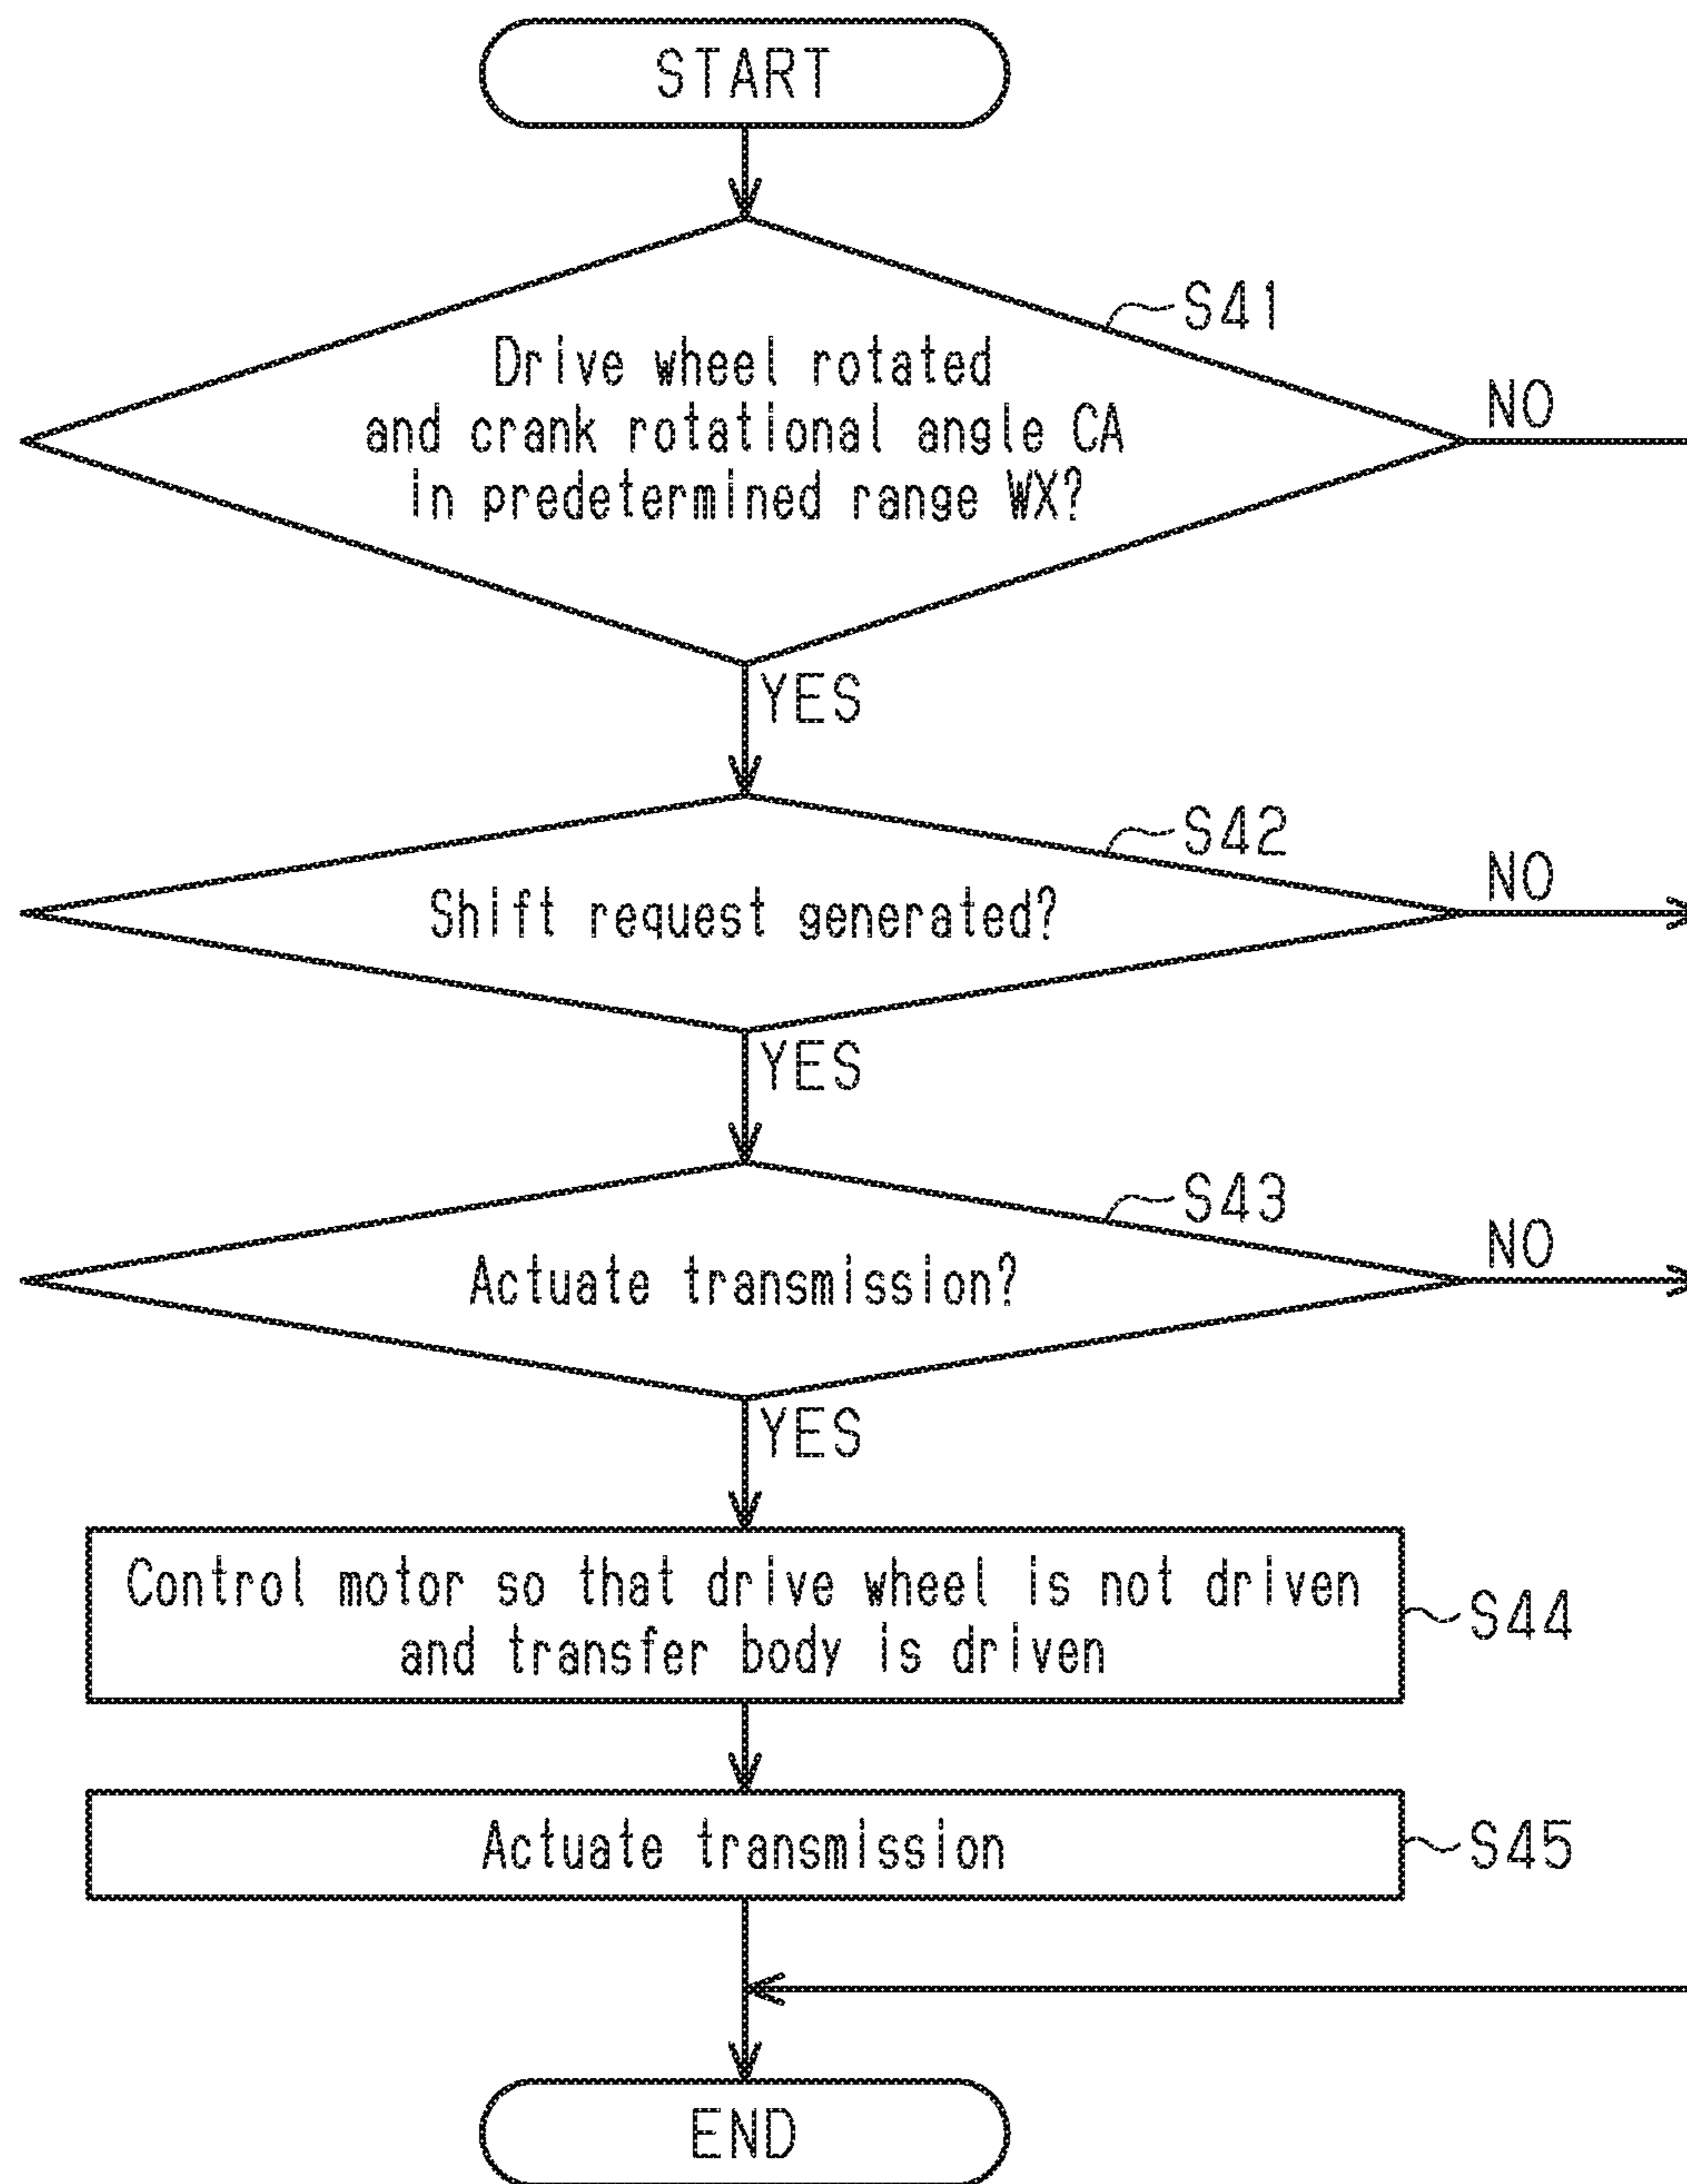 START
S41
Drive wheel rotated
and crank rotational angle CA
in predetermined range WX?
NO
YES
S42
Shift request generated?
NO
YES
S43
Actuate transmission?
NO
YES
Control motor so that drive wheel is not driven
and transfer body is driven
S44
Actuate transmission
S45
END